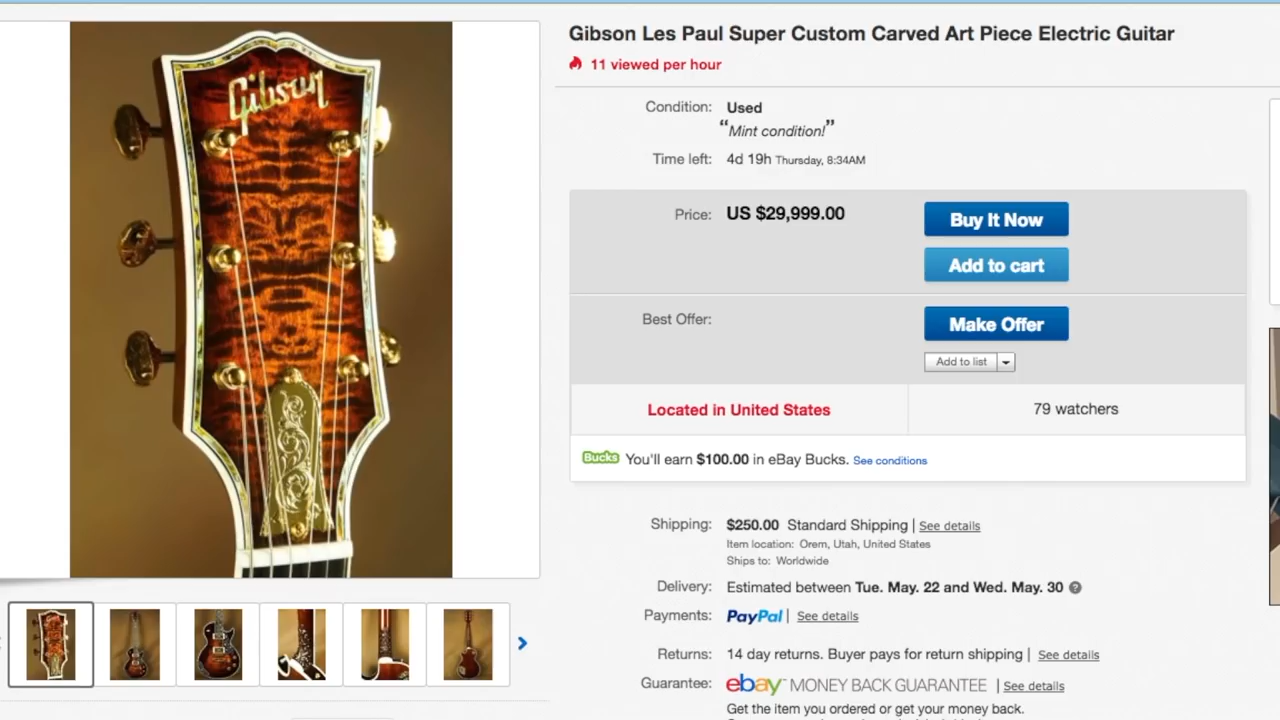 Gibson
Gibson Les Paul Super Custom Carved Art Piece Electric Guitar
11 viewed per hour
Condition: Used
“Mint condition!”
Time left: 4d 19h Thursday, 8:34AM
Price: US $29,999.00
Buy It Now
Add to cart
Best Offer:
Make Offer
Add to list
Located in United States
79 watchers
Bucks You'll earn $100.00 in eBay Bucks. See conditions
Shipping: $250.00 Standard Shipping | See details
Item location: Orem, Utah, United States
Ships to: Worldwide
Delivery: Estimated between Tue. May. 22 and Wed. May. 30 ?
Payments: PayPal | See details
Returns: 14 day returns. Buyer pays for return shipping | See details
Guarantee: ebay MONEY BACK GUARANTEE | See details
Get the item you ordered or get your money back.